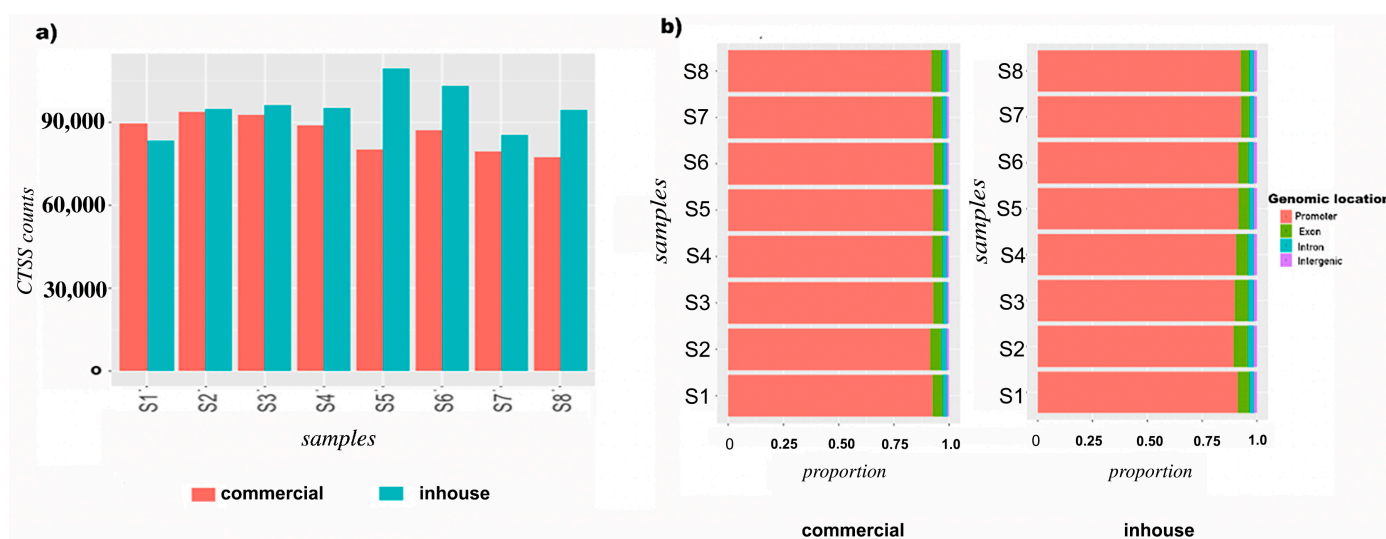 a)
CTSS counts
90,000
60,000
30,000
0
S1
S2
S3
S4
S5
S6
S7
S8
samples
commercial
inhouse
b)
samples
S8
S7
S6
S5
S4
S3
S2
S1
0 0.25 0.50 0.75 1.0
proportion
commercial
samples
S8
S7
S6
S5
S4
S3
S2
S1
0 0.25 0.50 0.75 1.0
proportion
inhouse
Genomic location
Promoter
Exon
Intron
Intergenic